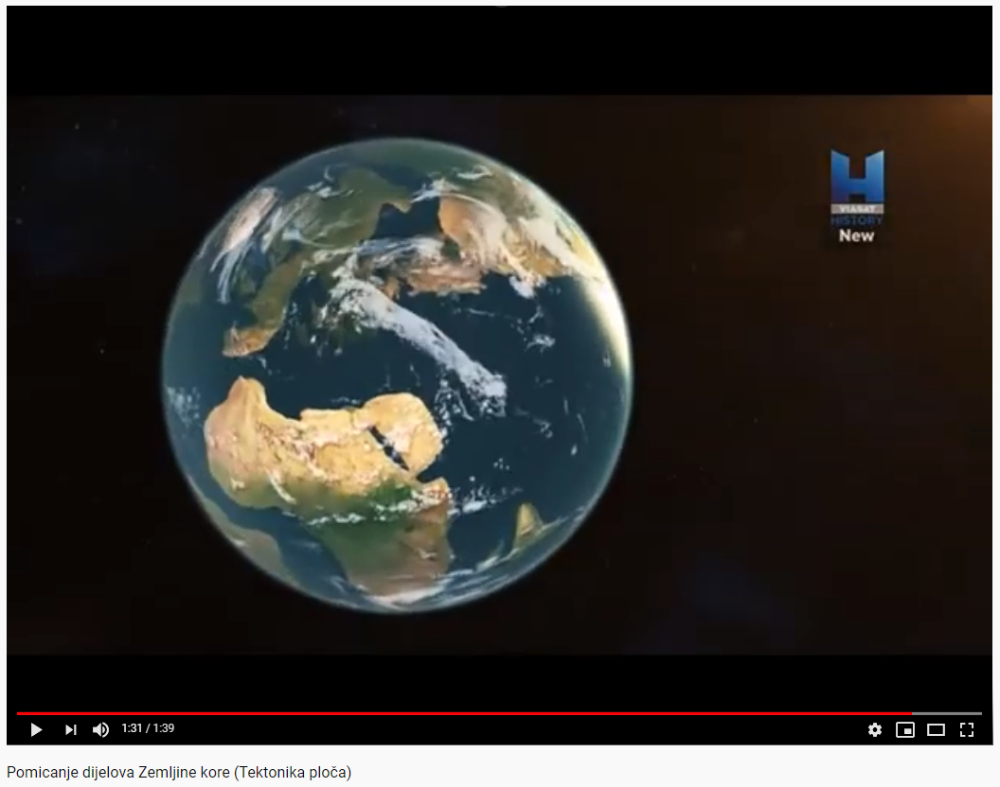 VIASAT
HISTORY
New
1:31 / 1:39
Pomicanje dijelova Zemljine kore (Tektonika ploča)